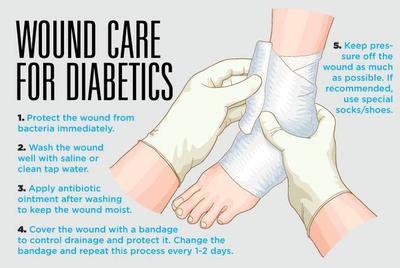 WOUND CARE
FOR DIABETICS
1. Protect the wound from
bacteria immediately.
2. Wash the wound
well with saline or
clean tap water.
3. Apply antibiotic
ointment after washing
to keep the wound moist.
4. Cover the wound with a bandage
to control drainage and protect it. Change the
bandage and repeat this process every 1-2 days.
5. Keep pres-
sure off the
wound as much
as possible. If
recommended,
use special
socks/shoes.